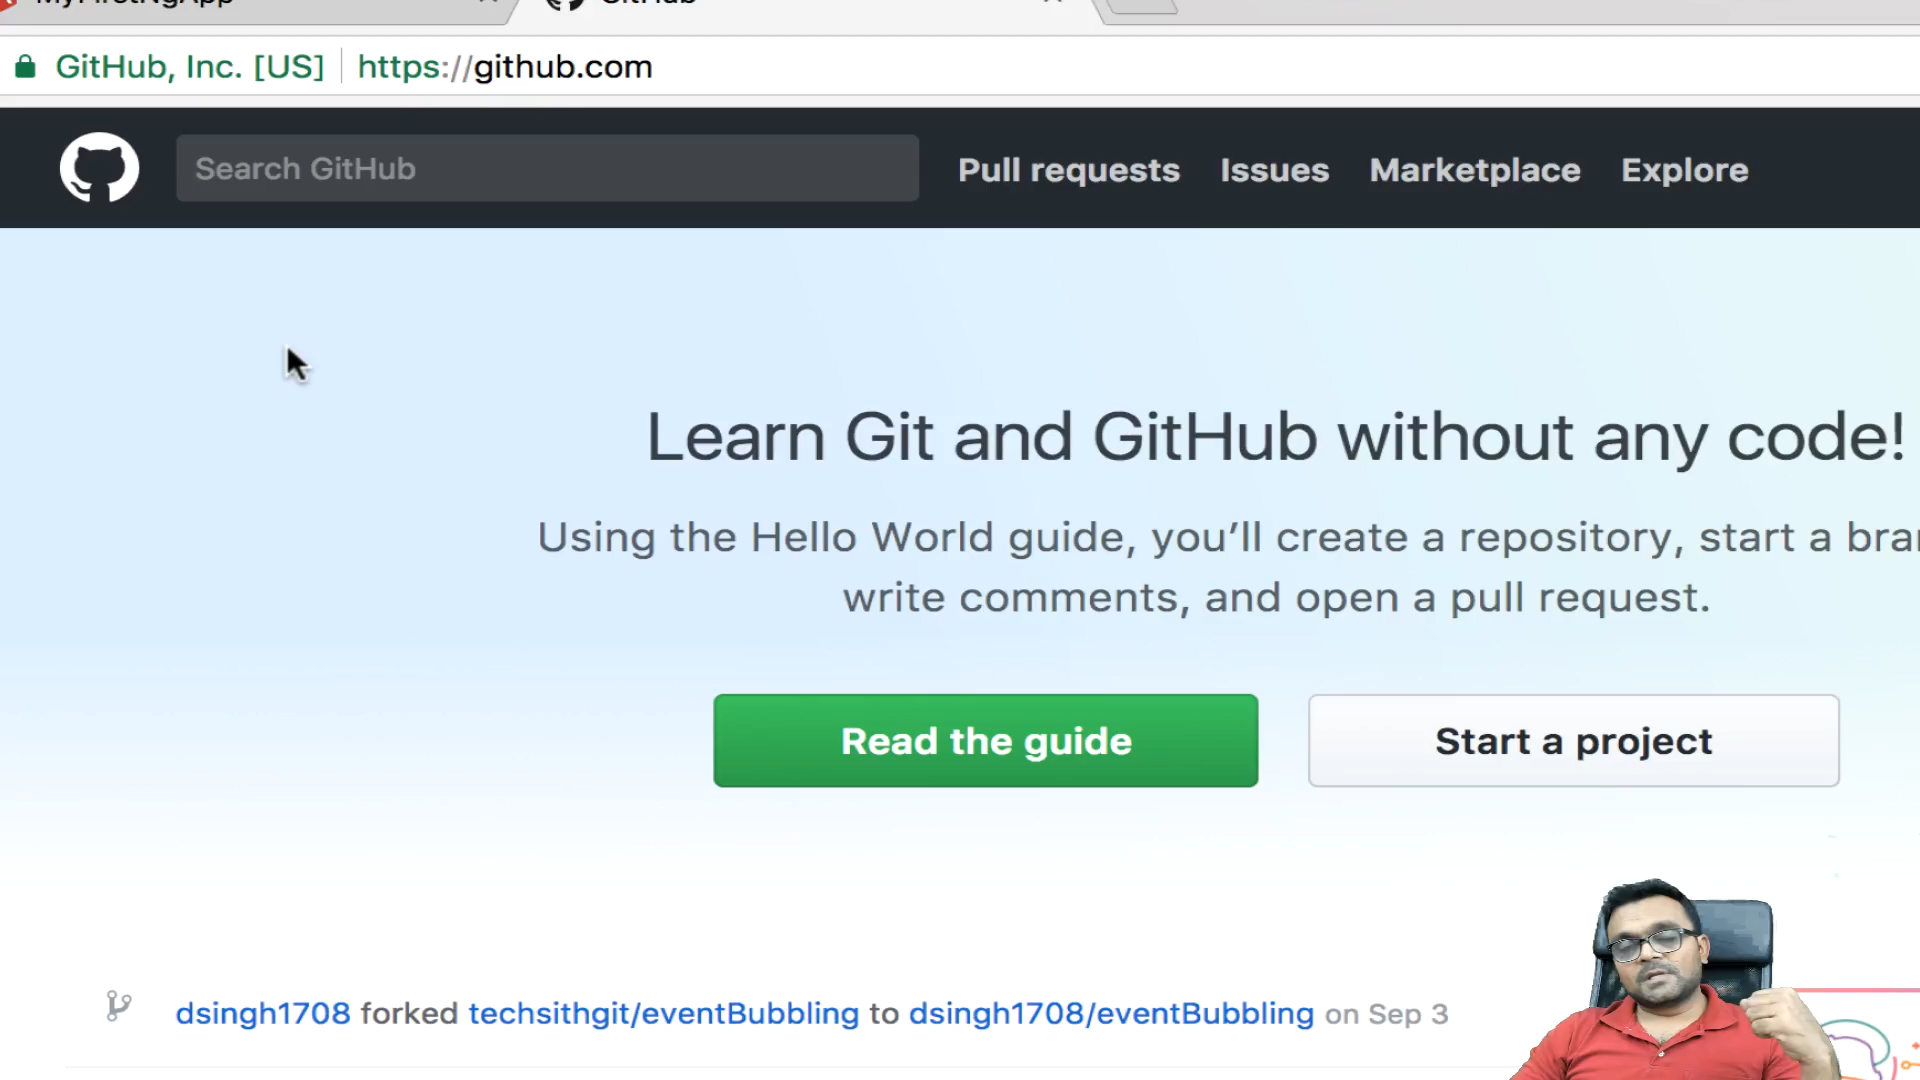 MyFirstNgApp
GitHub
GitHub, Inc. [US]
https://github.com
Search GitHub
Pull requests
Issues
Marketplace
Explore
Learn Git and GitHub without any code!
Using the Hello World guide, you’ll create a repository, start a
write comments, and open a pull request.
Read the guide
Start a project
dsingh1708 forked techsithgit/eventBubbling to dsingh1708/eventBubbling on Sep 3